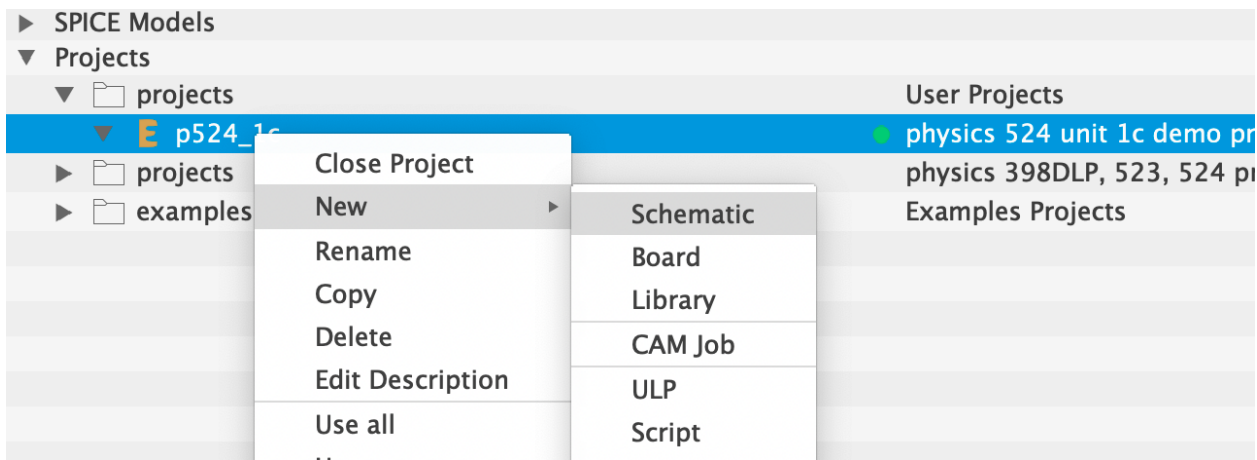 SPICE Models
Projects
projects User Projects
E p524_1c physics 524 unit 1c demo pr
projects physics 398DLP, 523, 524 pr
examples Examples Projects
Close Project
New
Rename
Copy
Delete
Edit Description
Use all
Schematic
Board
Library
CAM Job
ULP
Script